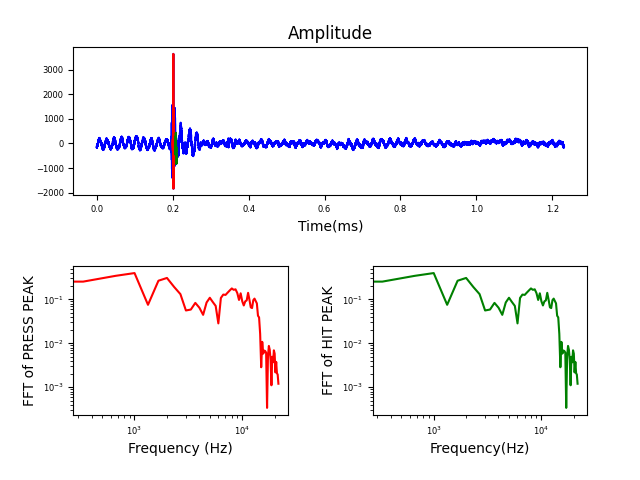 Amplitude
3000
2000
1000
0
−1000
−2000
0.0 0.2 0.4 0.6 0.8 1.0 1.2
Time(ms)
FFT of PRESS PEAK
10⁻¹
10⁻²
10⁻³
10³ 10⁴
Frequency (Hz)
FFT of HIT PEAK
10⁻¹
10⁻²
10⁻³
10³ 10⁴
Frequency(Hz)